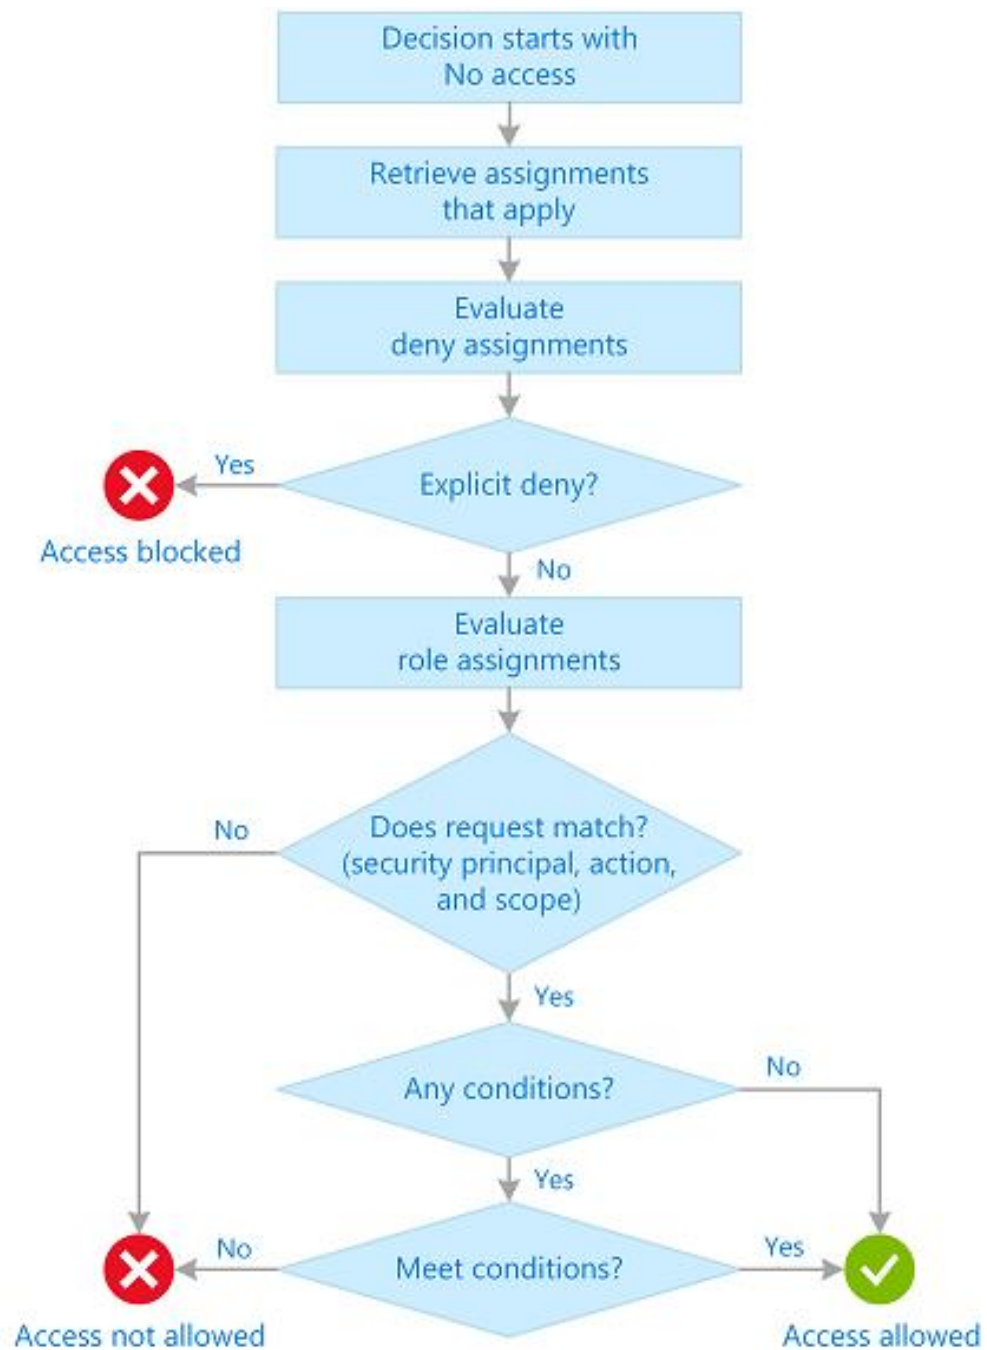 Decision starts with
No access
Retrieve assignments
that apply
Evaluate
deny assignments
Yes
Explicit deny?
Access blocked
No
Evaluate
role assignments
No
Does request match?
(security principal, action,
and scope)
Yes
Any conditions?
No
Yes
No
Meet conditions?
Yes
Access not allowed
Access allowed